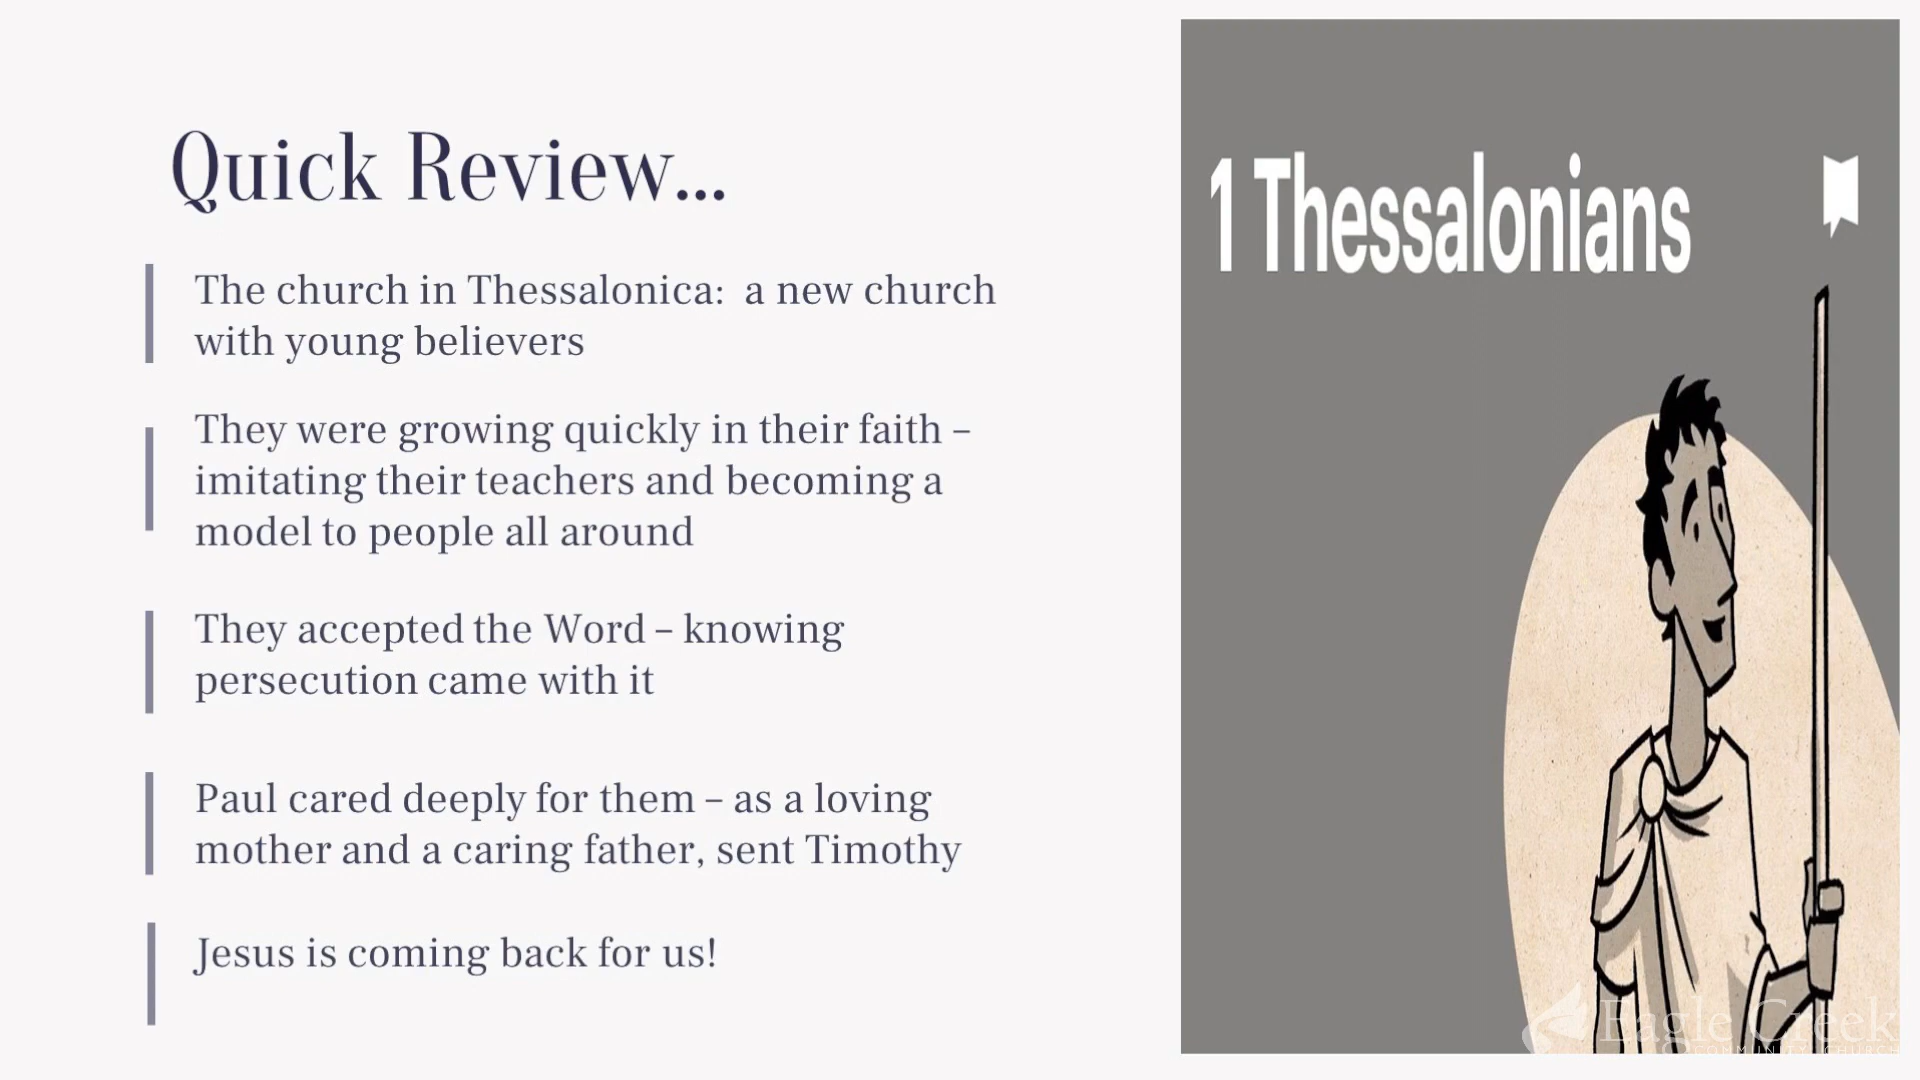 Quick Review...
The church in Thessalonica:  a new church
with young believers
They were growing quickly in their faith –
imitating their teachers and becoming a
model to people all around
They accepted the Word – knowing
persecution came with it
Paul cared deeply for them – as a loving
mother and a caring father, sent Timothy
Jesus is coming back for us!
1 Thessalonians
Eagle Creek
COMMUNITY CHURCH